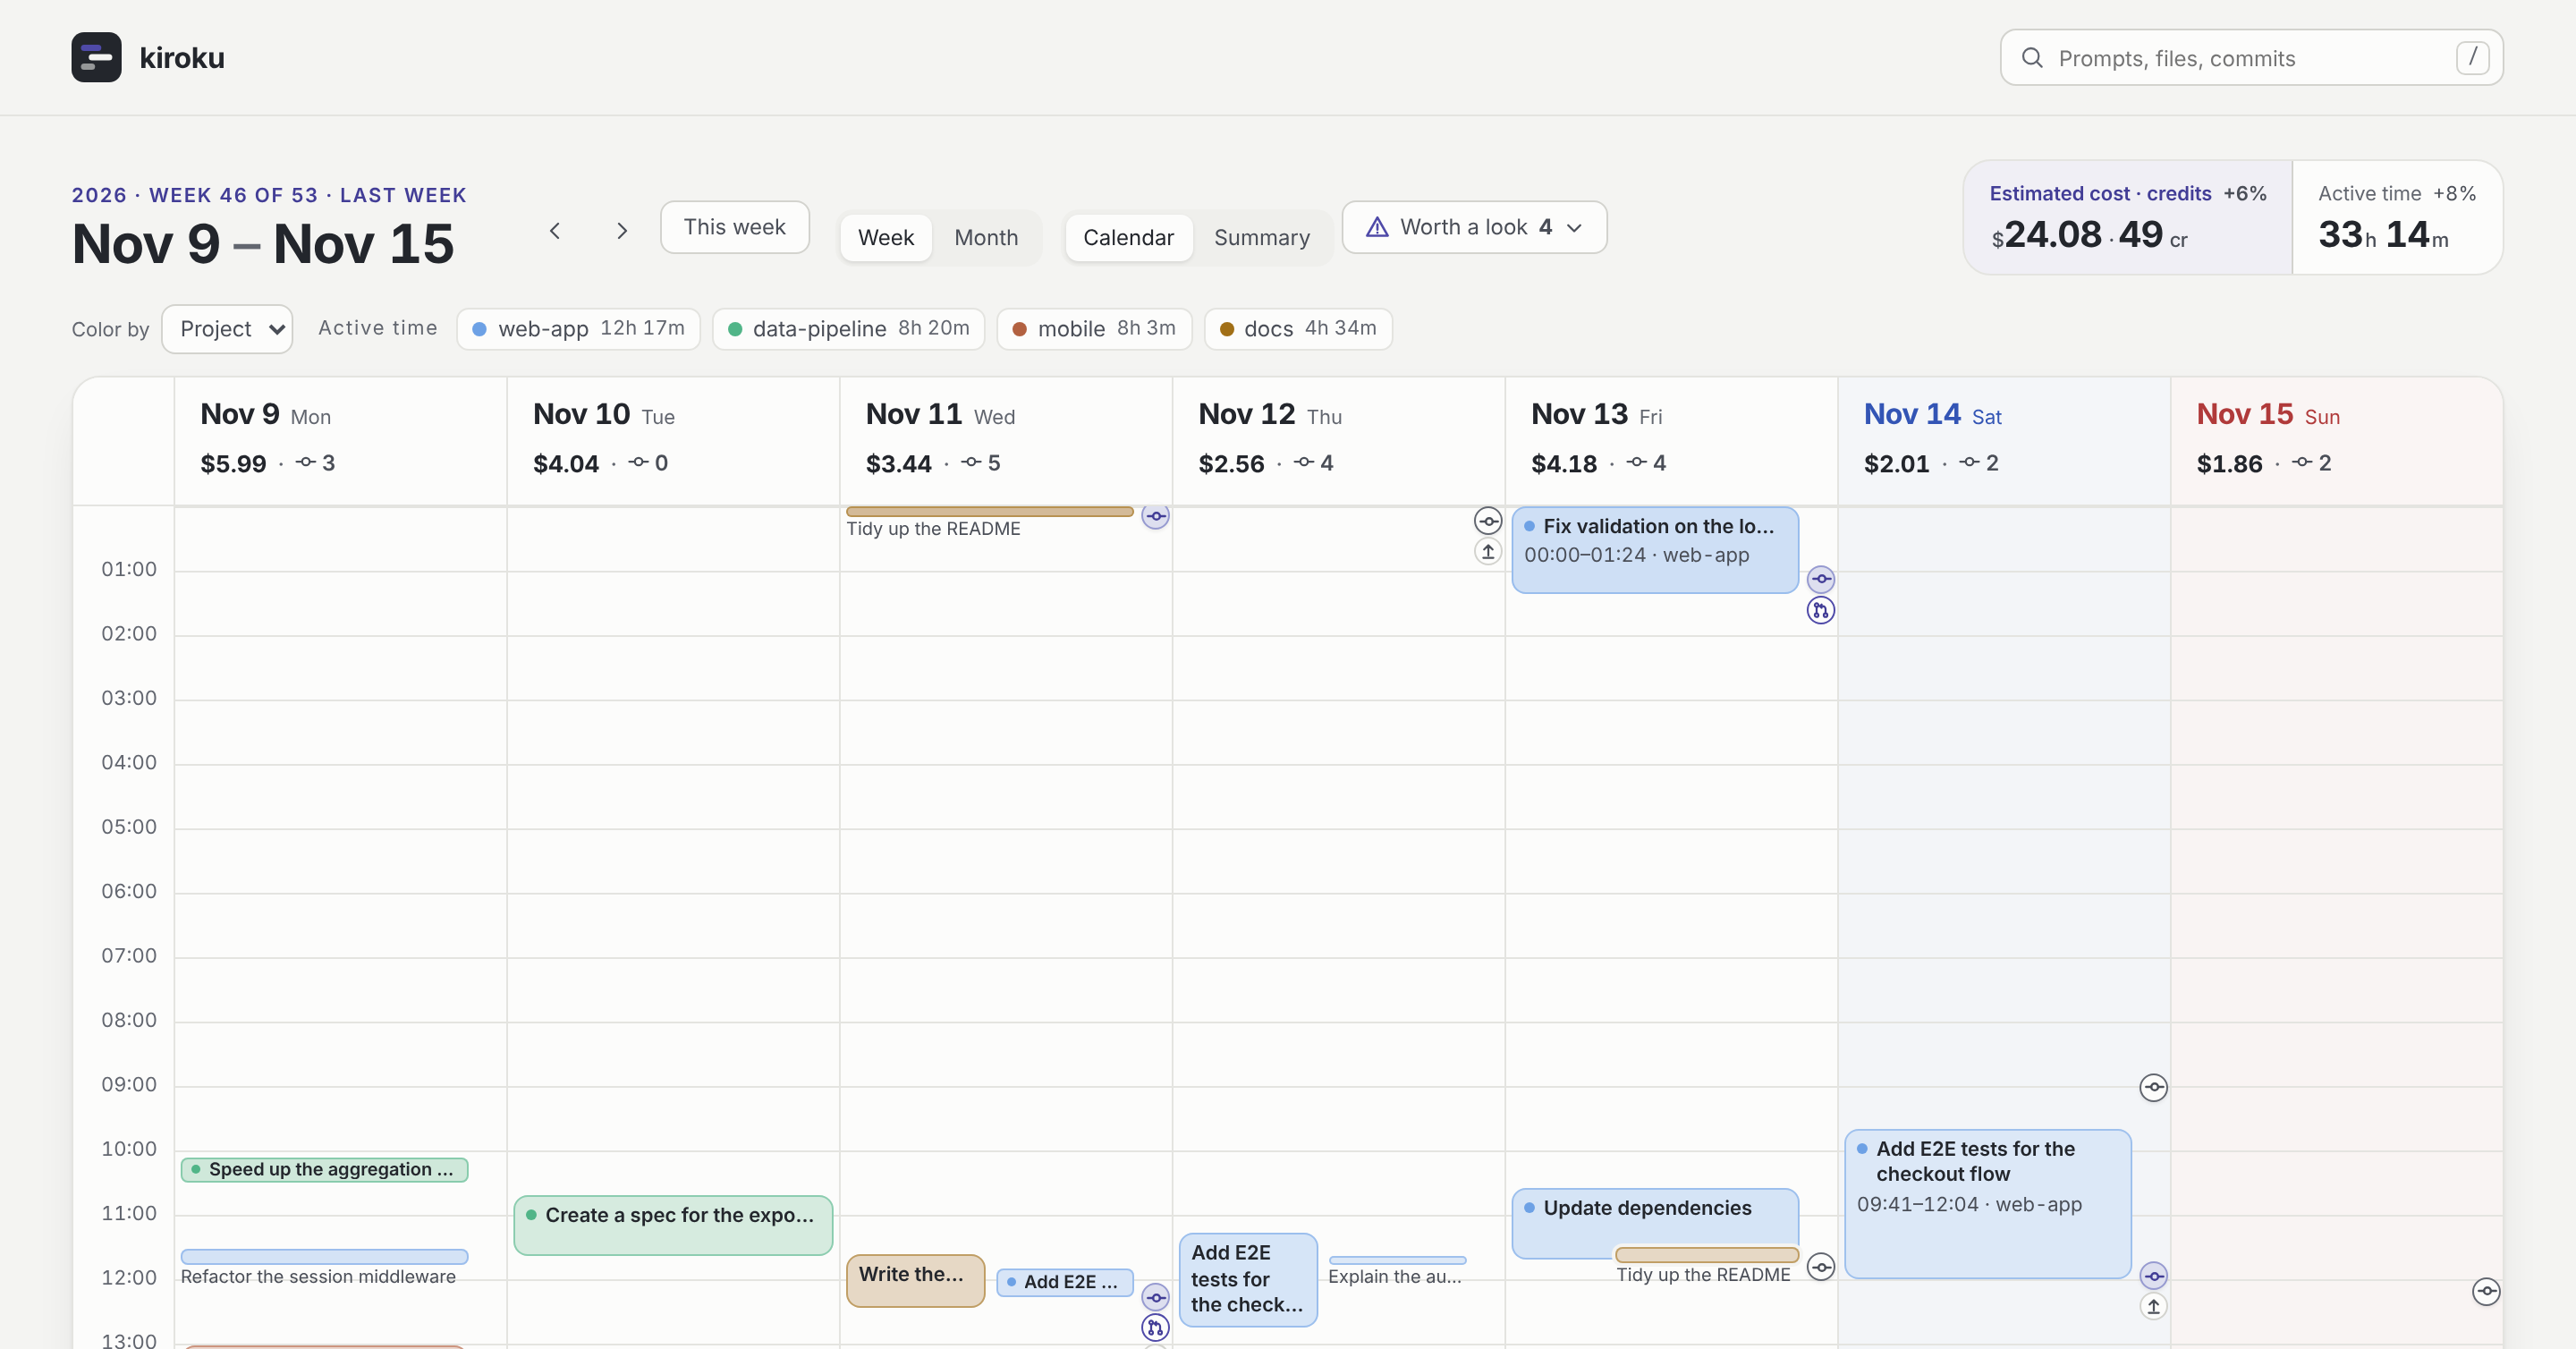 kiroku
Prompts, files, commits /
2026 · WEEK 46 OF 53 · LAST WEEK
Nov 9 – Nov 15
This week
Week Month
Calendar Summary
Worth a look 4
Estimated cost · credits +6%
$24.08 · 49 cr
Active time +8%
33h 14m
Color by Project
Active time
web-app 12h 17m
data-pipeline 8h 20m
mobile 8h 3m
docs 4h 34m
Nov 9 Mon
$5.99 · 3
Nov 10 Tue
$4.04 · 0
Nov 11 Wed
$3.44 · 5
Nov 12 Thu
$2.56 · 4
Nov 13 Fri
$4.18 · 4
Nov 14 Sat
$2.01 · 2
Nov 15 Sun
$1.86 · 2
Tidy up the README
Fix validation on the lo...
00:00–01:24 · web-app
01:00
02:00
03:00
04:00
05:00
06:00
07:00
08:00
09:00
10:00
11:00
12:00
13:00
Speed up the aggregation ...
Refactor the session middleware
Create a spec for the expo...
Write the...
Add E2E ...
Add E2E
tests for
the check...
Explain the au...
Update dependencies
Tidy up the README
Add E2E tests for the
checkout flow
09:41–12:04 · web-app